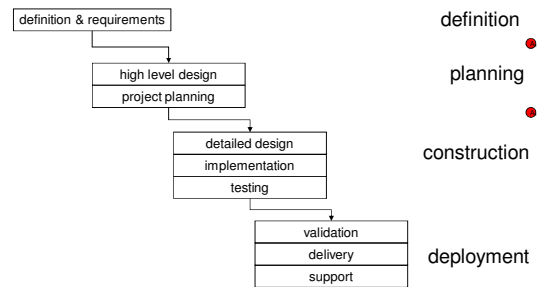 definition & requirements
definition
high level design
project planning
planning
detailed design
implementation
testing
construction
validation
delivery
support
deployment